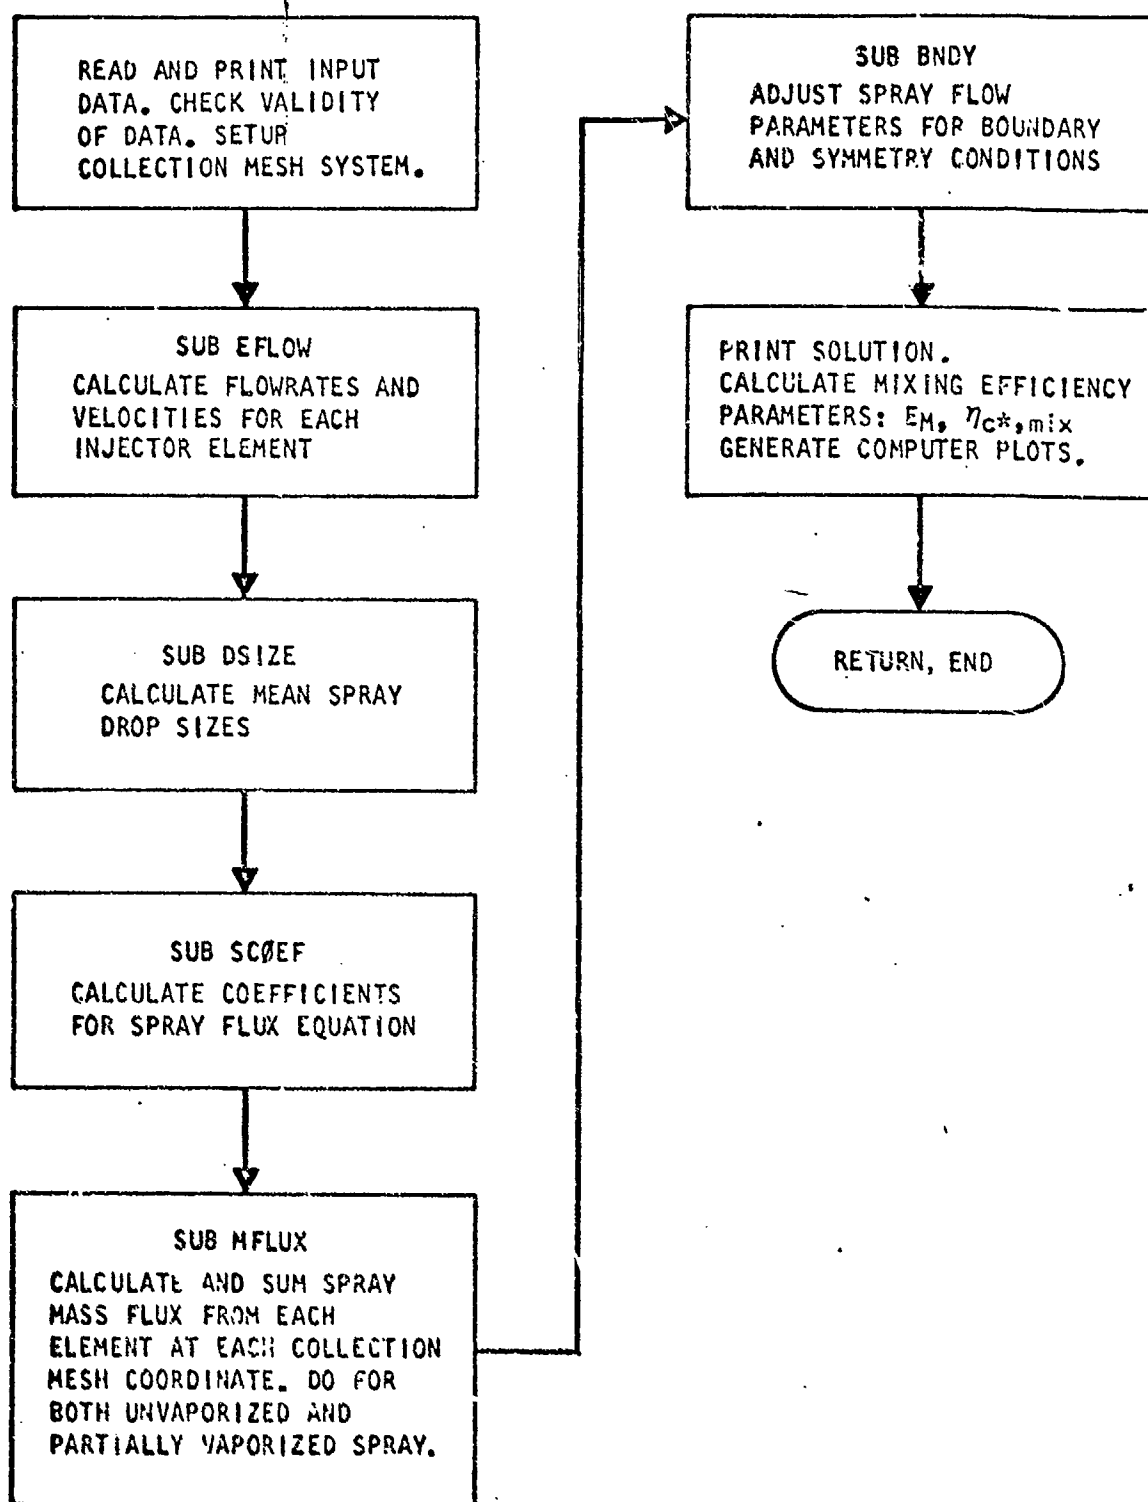 READ AND PRINT INPUT
DATA. CHECK VALIDITY
OF DATA. SETUP
COLLECTION MESH SYSTEM.
SUB EFLOW
CALCULATE FLOWRATES AND
VELOCITIES FOR EACH
INJECTOR ELEMENT
SUB DSIZE
CALCULATE MEAN SPRAY
DROP SIZES
SUB SCØEF
CALCULATE COEFFICIENTS
FOR SPRAY FLUX EQUATION
SUB MFLUX
CALCULATE AND SUM SPRAY
MASS FLUX FROM EACH
ELEMENT AT EACH COLLECTION
MESH COORDINATE. DO FOR
BOTH UNVAPORIZED AND
PARTIALLY VAPORIZED SPRAY.
SUB BNDY
ADJUST SPRAY FLOW
PARAMETERS FOR BOUNDARY
AND SYMMETRY CONDITIONS
PRINT SOLUTION.
CALCULATE MIXING EFFICIENCY
PARAMETERS: EM, ηc*,mix
GENERATE COMPUTER PLOTS.
RETURN, END